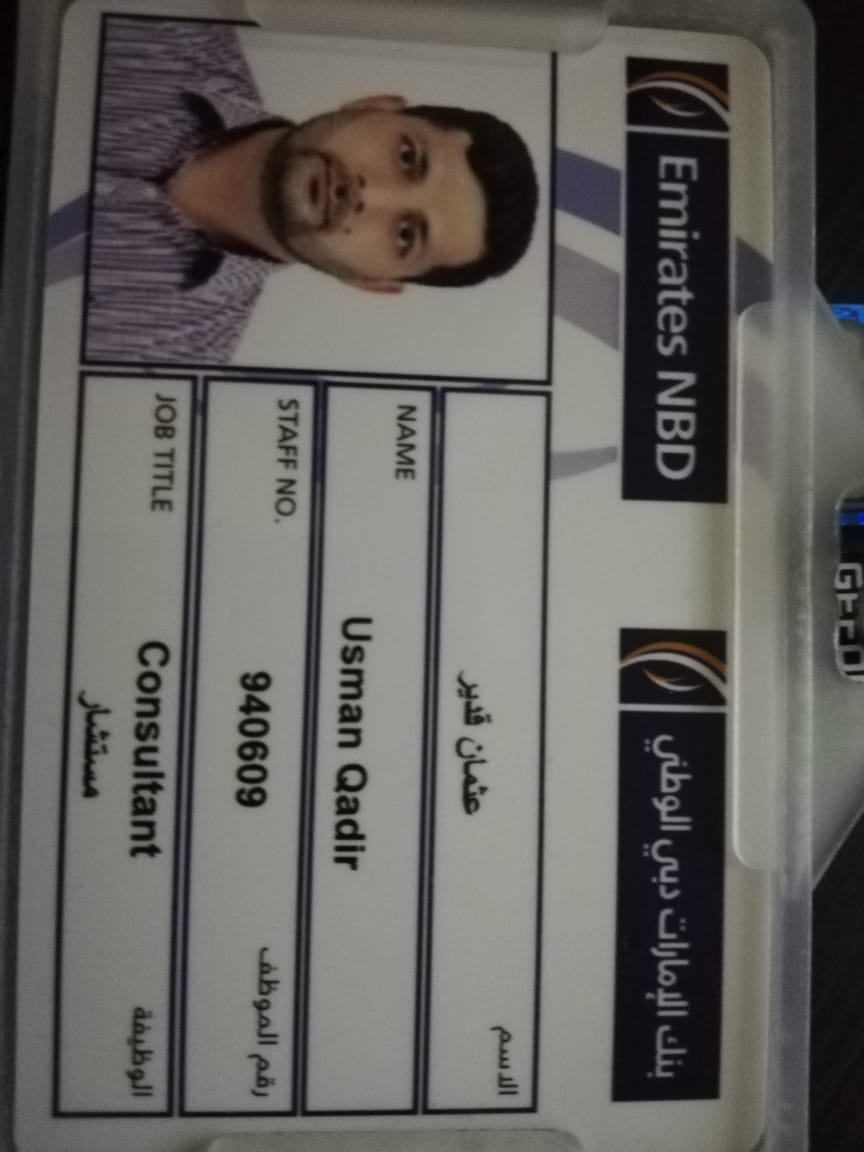 Emirates NBD
بنك الإمارات دبي الوطني
عثمان قدير
الاسم
NAME
Usman Qadir
STAFF NO.
940609
رقم الموظف
JOB TITLE
Consultant
مستشار
الوظيفة